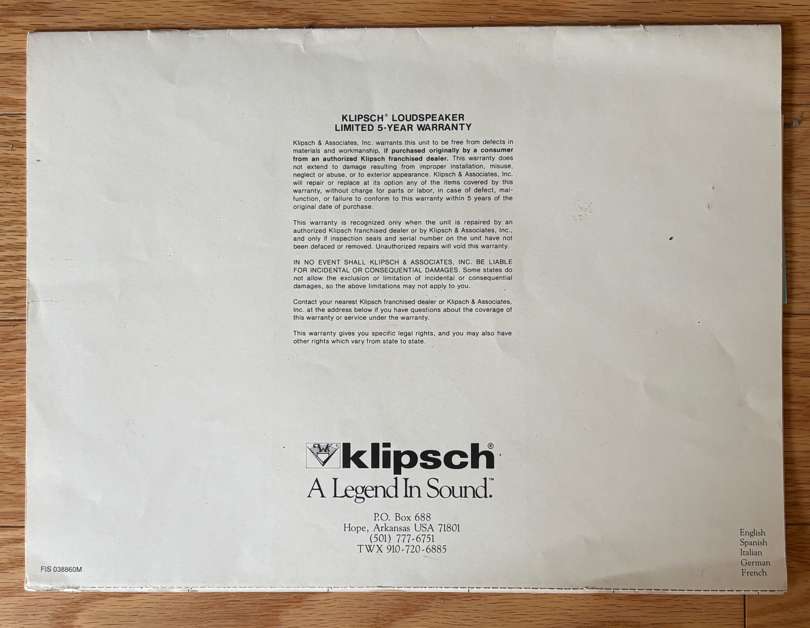 KLIPSCH® LOUDSPEAKER
LIMITED 5-YEAR WARRANTY
Klipsch & Associates, Inc. warrants this unit to be free from defects in
materials and workmanship, if purchased originally by a consumer
from an authorized Klipsch franchised dealer. This warranty does
not extend to damage resulting from improper installation, misuse,
neglect or abuse, or to exterior appearance. Klipsch & Associates, Inc.
will repair or replace at its option any of the items covered by this
warranty, without charge for parts or labor, in case of defect, mal-
function, or failure to conform to this warranty within 5 years of the
original date of purchase.
This warranty is recognized only when the unit is repaired by an
authorized Klipsch franchised dealer or by Klipsch & Associates, Inc.,
and only if inspection seals and serial number on the unit have not
been defaced or removed. Unauthorized repairs will void this warranty.
IN NO EVENT SHALL KLIPSCH & ASSOCIATES, INC. BE LIABLE
FOR INCIDENTAL OR CONSEQUENTIAL DAMAGES. Some states do
not allow the exclusion or limitation of incidental or consequential
damages, so the above limitations may not apply to you.
Contact your nearest Klipsch franchised dealer or Klipsch & Associates,
Inc. at the address below if you have questions about the coverage of
this warranty or service under the warranty.
This warranty gives you specific legal rights, and you may also have
other rights which vary from state to state.
klipsch®
A Legend In Sound.™
P.O. Box 688
Hope, Arkansas USA 71801
(501) 777-6751
TWX 910-720-6885
English
Spanish
Italian
German
French
FIS 038860M